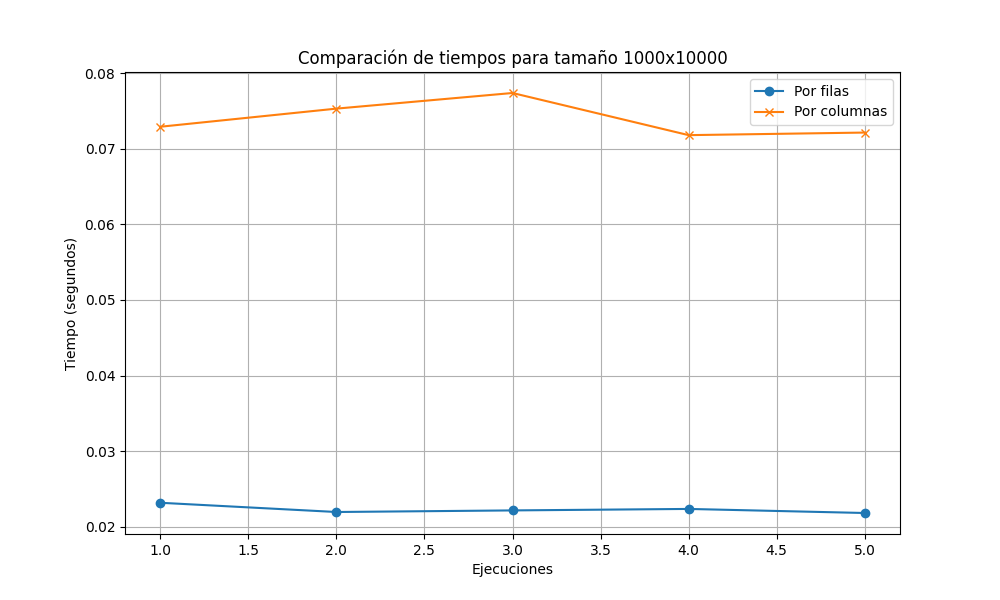 Comparación de tiempos para tamaño 1000x10000
Por filas
Por columnas
0.08
0.07
0.06
0.05
0.04
0.03
0.02
Tiempo (segundos)
1.0 1.5 2.0 2.5 3.0 3.5 4.0 4.5 5.0
Ejecuciones